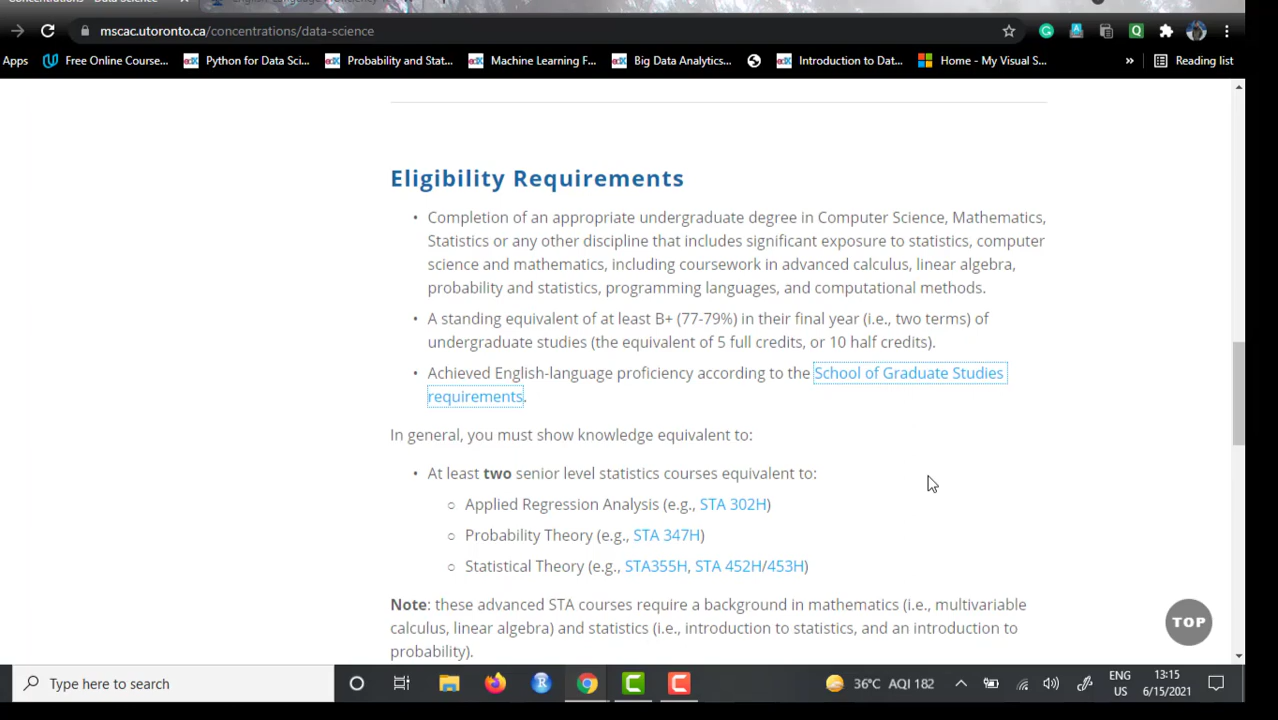 mscac.utoronto.ca/concentrations/data-science
Apps Free Online Course... Python for Data Sci... Probability and Stat... Machine Learning F... Big Data Analytics... Introduction to Dat... Home - My Visual S... » Reading list
Eligibility Requirements
• Completion of an appropriate undergraduate degree in Computer Science, Mathematics,
Statistics or any other discipline that includes significant exposure to statistics, computer
science and mathematics, including coursework in advanced calculus, linear algebra,
probability and statistics, programming languages, and computational methods.
• A standing equivalent of at least B+ (77-79%) in their final year (i.e., two terms) of
undergraduate studies (the equivalent of 5 full credits, or 10 half credits).
• Achieved English-language proficiency according to the School of Graduate Studies
requirements.
In general, you must show knowledge equivalent to:
• At least two senior level statistics courses equivalent to:
○ Applied Regression Analysis (e.g., STA 302H)
○ Probability Theory (e.g., STA 347H)
○ Statistical Theory (e.g., STA355H, STA 452H/453H)
Note: these advanced STA courses require a background in mathematics (i.e., multivariable
calculus, linear algebra) and statistics (i.e., introduction to statistics, and an introduction to
probability).
TOP
Type here to search
36°C AQI 182
ENG
US
13:15
6/15/2021